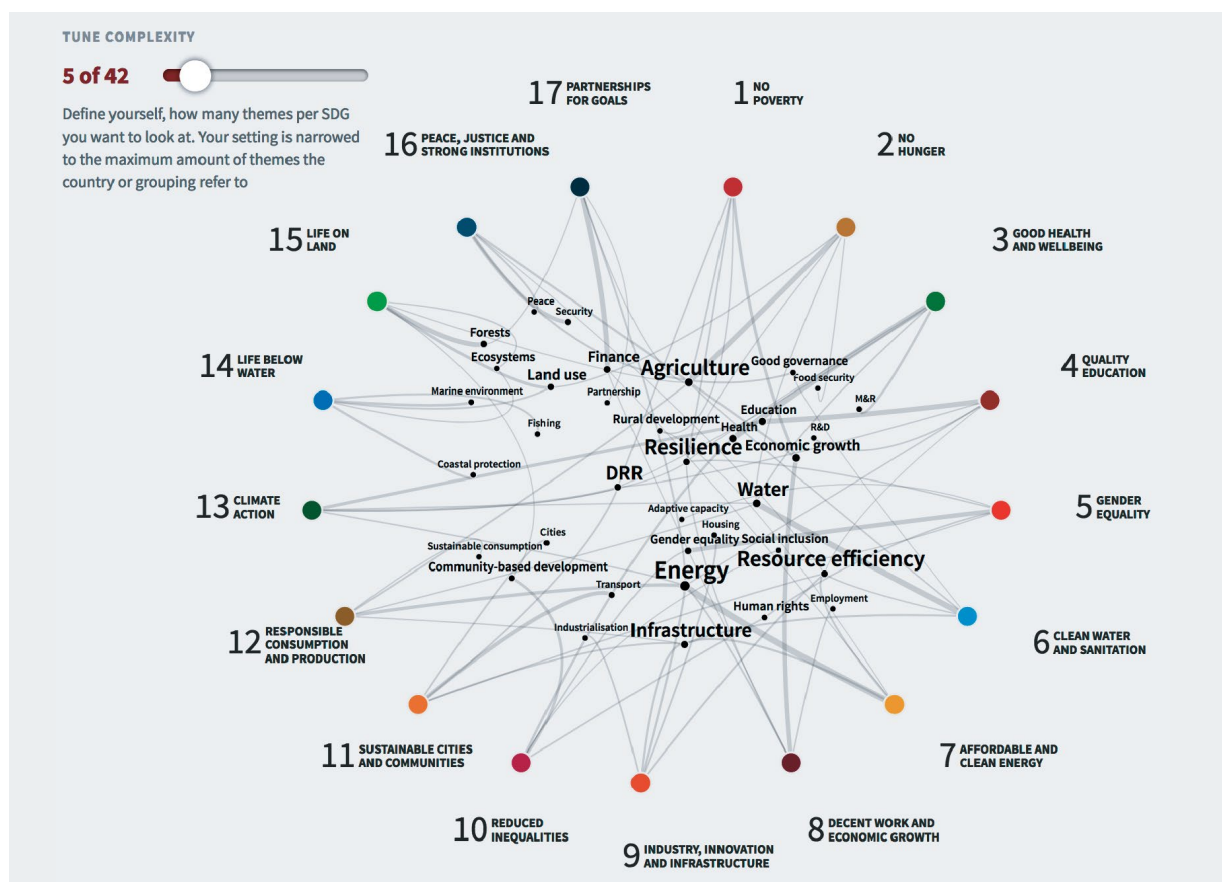 TUNE COMPLEXITY
5 of 42
Define yourself, how many themes per SDG
you want to look at. Your setting is narrowed
to the maximum amount of themes the
country or grouping refer to
17 PARTNERSHIPS
FOR GOALS
1 NO
POVERTY
16 PEACE, JUSTICE AND
STRONG INSTITUTIONS
2 NO
HUNGER
15 LIFE ON
LAND
3 GOOD HEALTH
AND WELLBEING
14 LIFE BELOW
WATER
4 QUALITY
EDUCATION
13 CLIMATE
ACTION
5 GENDER
EQUALITY
12 RESPONSIBLE
CONSUMPTION
AND PRODUCTION
6 CLEAN WATER
AND SANITATION
11 SUSTAINABLE CITIES
AND COMMUNITIES
7 AFFORDABLE AND
CLEAN ENERGY
10 REDUCED
INEQUALITIES
8 DECENT WORK AND
ECONOMIC GROWTH
9 INDUSTRY, INNOVATION
AND INFRASTRUCTURE
Peace
Security
Forests
Ecosystems
Finance
Land use
Agriculture
Good governance
Food security
Marine environment
Partnership
M&R
Education
Fishing
Rural development
Health
R&D
Resilience
Economic growth
Coastal protection
DRR
Water
Adaptive capacity
Housing
Cities
Gender equality
Social inclusion
Sustainable consumption
Community-based development
Energy
Resource efficiency
Transport
Employment
Human rights
Industrialisation
Infrastructure